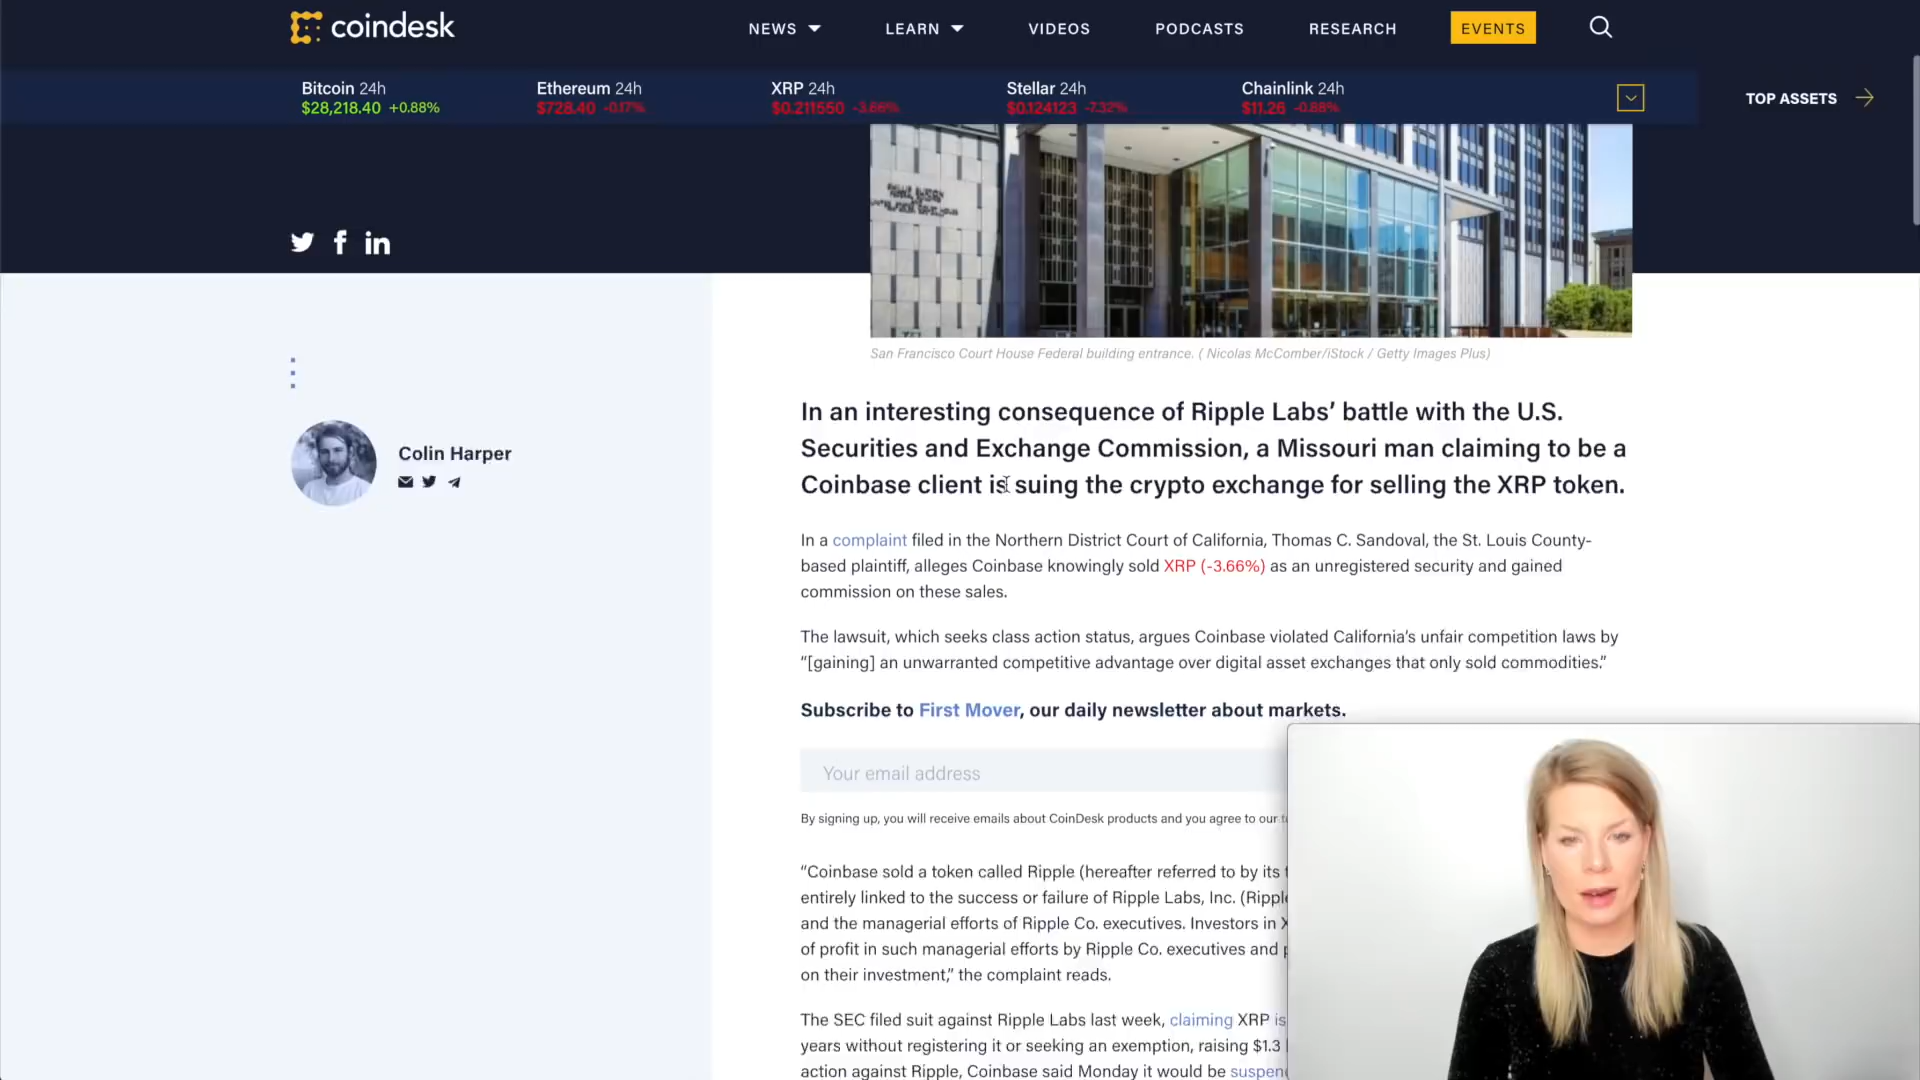 coindesk
NEWS
LEARN
VIDEOS
PODCASTS
RESEARCH
EVENTS
Bitcoin 24h
$28,218.40 +0.88%
Ethereum 24h
$728.40 -0.17%
XRP 24h
$0.211550 -3.66%
Stellar 24h
$0.124123 -7.32%
Chainlink 24h
$11.26 -0.88%
TOP ASSETS
San Francisco Court House Federal building entrance. ( Nicolas McComber/iStock / Getty Images Plus)
Colin Harper
In an interesting consequence of Ripple Labs’ battle with the U.S.
Securities and Exchange Commission, a Missouri man claiming to be a
Coinbase client is suing the crypto exchange for selling the XRP token.
In a complaint filed in the Northern District Court of California, Thomas C. Sandoval, the St. Louis County-
based plaintiff, alleges Coinbase knowingly sold XRP (-3.66%) as an unregistered security and gained
commission on these sales.
The lawsuit, which seeks class action status, argues Coinbase violated California’s unfair competition laws by
“[gaining] an unwarranted competitive advantage over digital asset exchanges that only sold commodities.”
Subscribe to First Mover, our daily newsletter about markets.
Your email address
By signing up, you will receive emails about CoinDesk products and you agree to our
“Coinbase sold a token called Ripple (hereafter referred to by its
entirely linked to the success or failure of Ripple Labs, Inc. (Ripple
and the managerial efforts of Ripple Co. executives. Investors in
of profit in such managerial efforts by Ripple Co. executives and
on their investment,” the complaint reads.
The SEC filed suit against Ripple Labs last week, claiming XRP is
years without registering it or seeking an exemption, raising $1.3
action against Ripple, Coinbase said Monday it would be